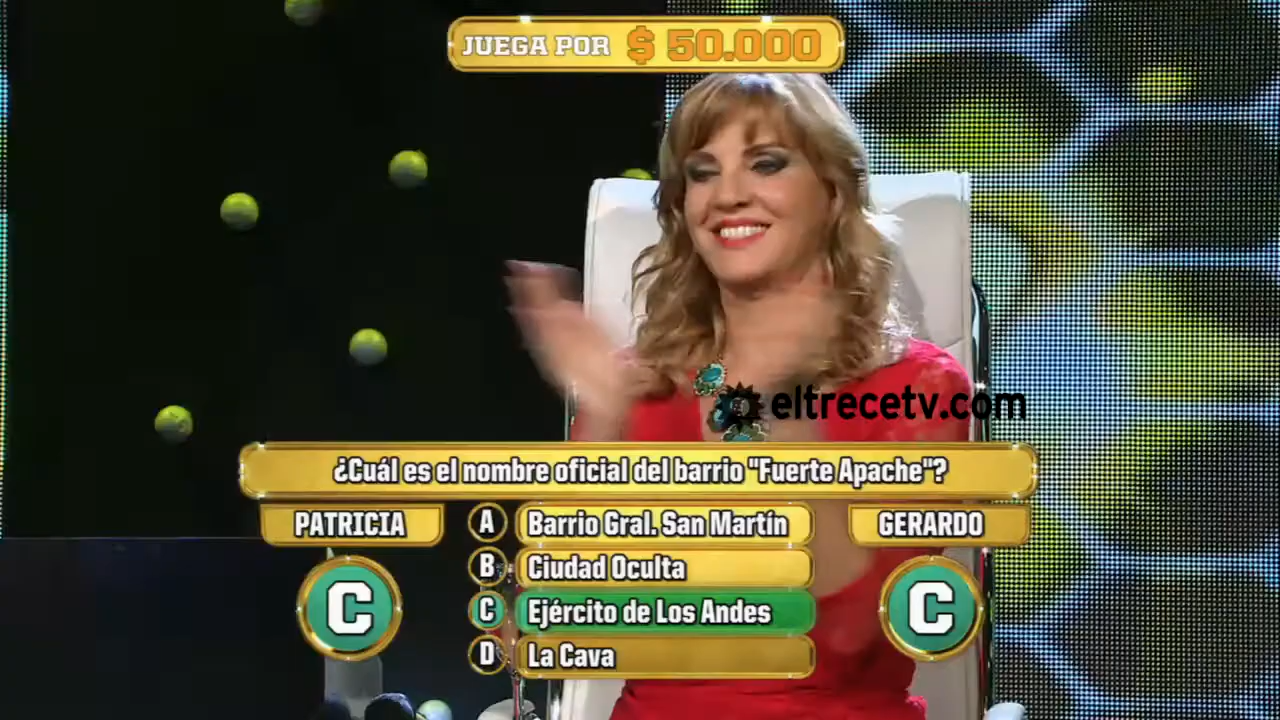 JUEGA POR $ 50.000
eltrecetv.com
¿Cuál es el nombre oficial del barrio "Fuerte Apache"?
PATRICIA
A Barrio Gral. San Martín
GERARDO
B Ciudad Oculta
C
C Ejército de Los Andes
C
D La Cava